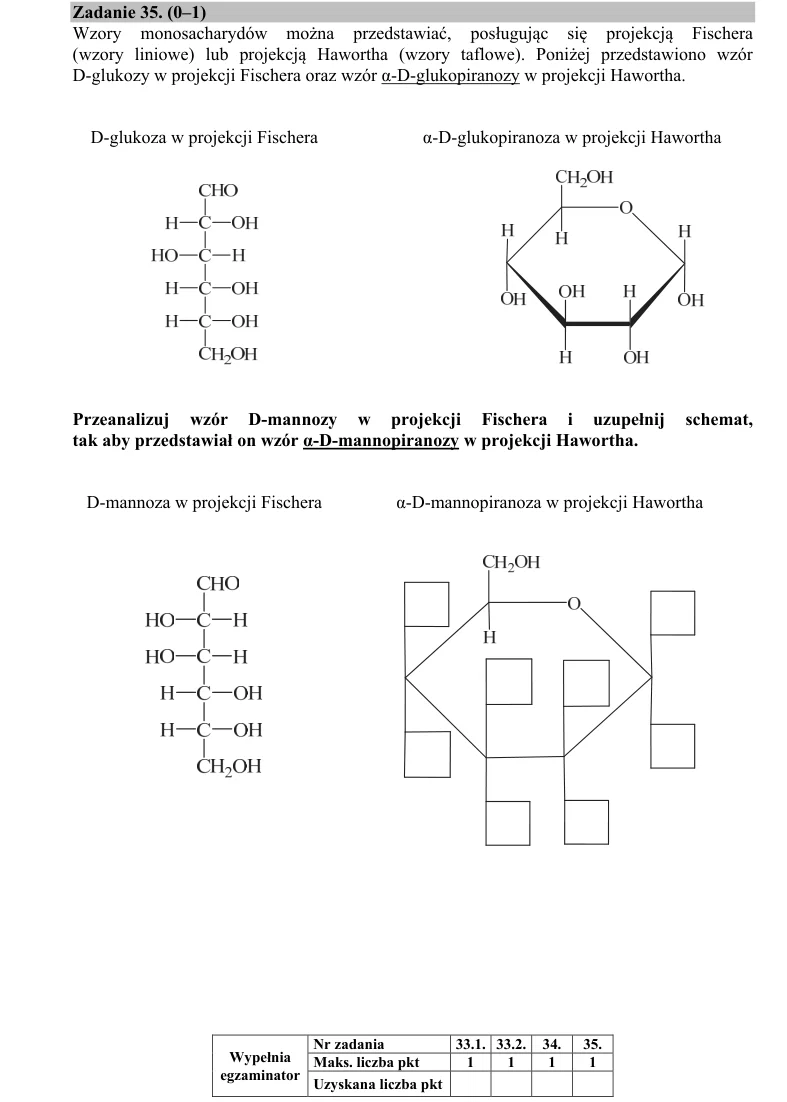 Zadanie 35. (0–1)
Wzory monosacharydów można przedstawiać, posługując się projekcją Fischera
(wzory liniowe) lub projekcją Hawortha (wzory taflowe). Poniżej przedstawiono wzór
D-glukozy w projekcji Fischera oraz wzór α-D-glukopiranozy w projekcji Hawortha.
D-glukoza w projekcji Fischera
CHO
H–C–OH
HO–C–H
H–C–OH
H–C–OH
CH₂OH
α-D-glukopiranoza w projekcji Hawortha
CH₂OH
O
H H H
OH OH H OH
H OH
Przeanalizuj wzór D-mannozy w projekcji Fischera i uzupełnij schemat,
tak aby przedstawiał on wzór α-D-mannopiranozy w projekcji Hawortha.
D-mannoza w projekcji Fischera
CHO
HO–C–H
HO–C–H
H–C–OH
H–C–OH
CH₂OH
α-D-mannopiranoza w projekcji Hawortha
CH₂OH
O
H
Wypełnia
egzaminator
Nr zadania 33.1. 33.2. 34. 35.
Maks. liczba pkt 1 1 1 1
Uzyskana liczba pkt